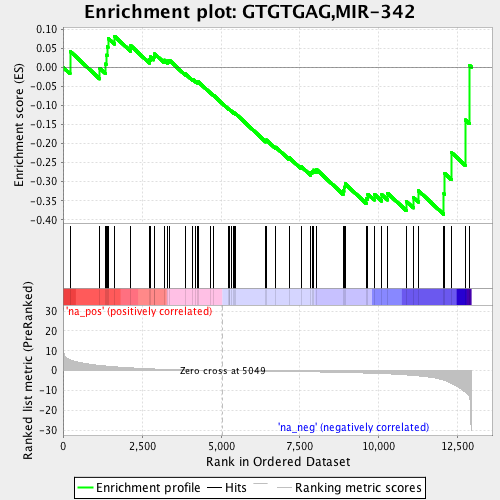 Enrichment plot: GTGTGAG,MIR-342
Enrichment score (ES)
0.10
0.05
0.00
-0.05
-0.10
-0.15
-0.20
-0.25
-0.30
-0.35
-0.40
'na_pos' (positively correlated)
Ranked list metric (PreRanked)
30
20
10
0
-10
-20
-30
Zero cross at 5049
'na_neg' (negatively correlated)
0 2,500 5,000 7,500 10,000 12,500
Rank in Ordered Dataset
Enrichment profile Hits Ranking metric scores